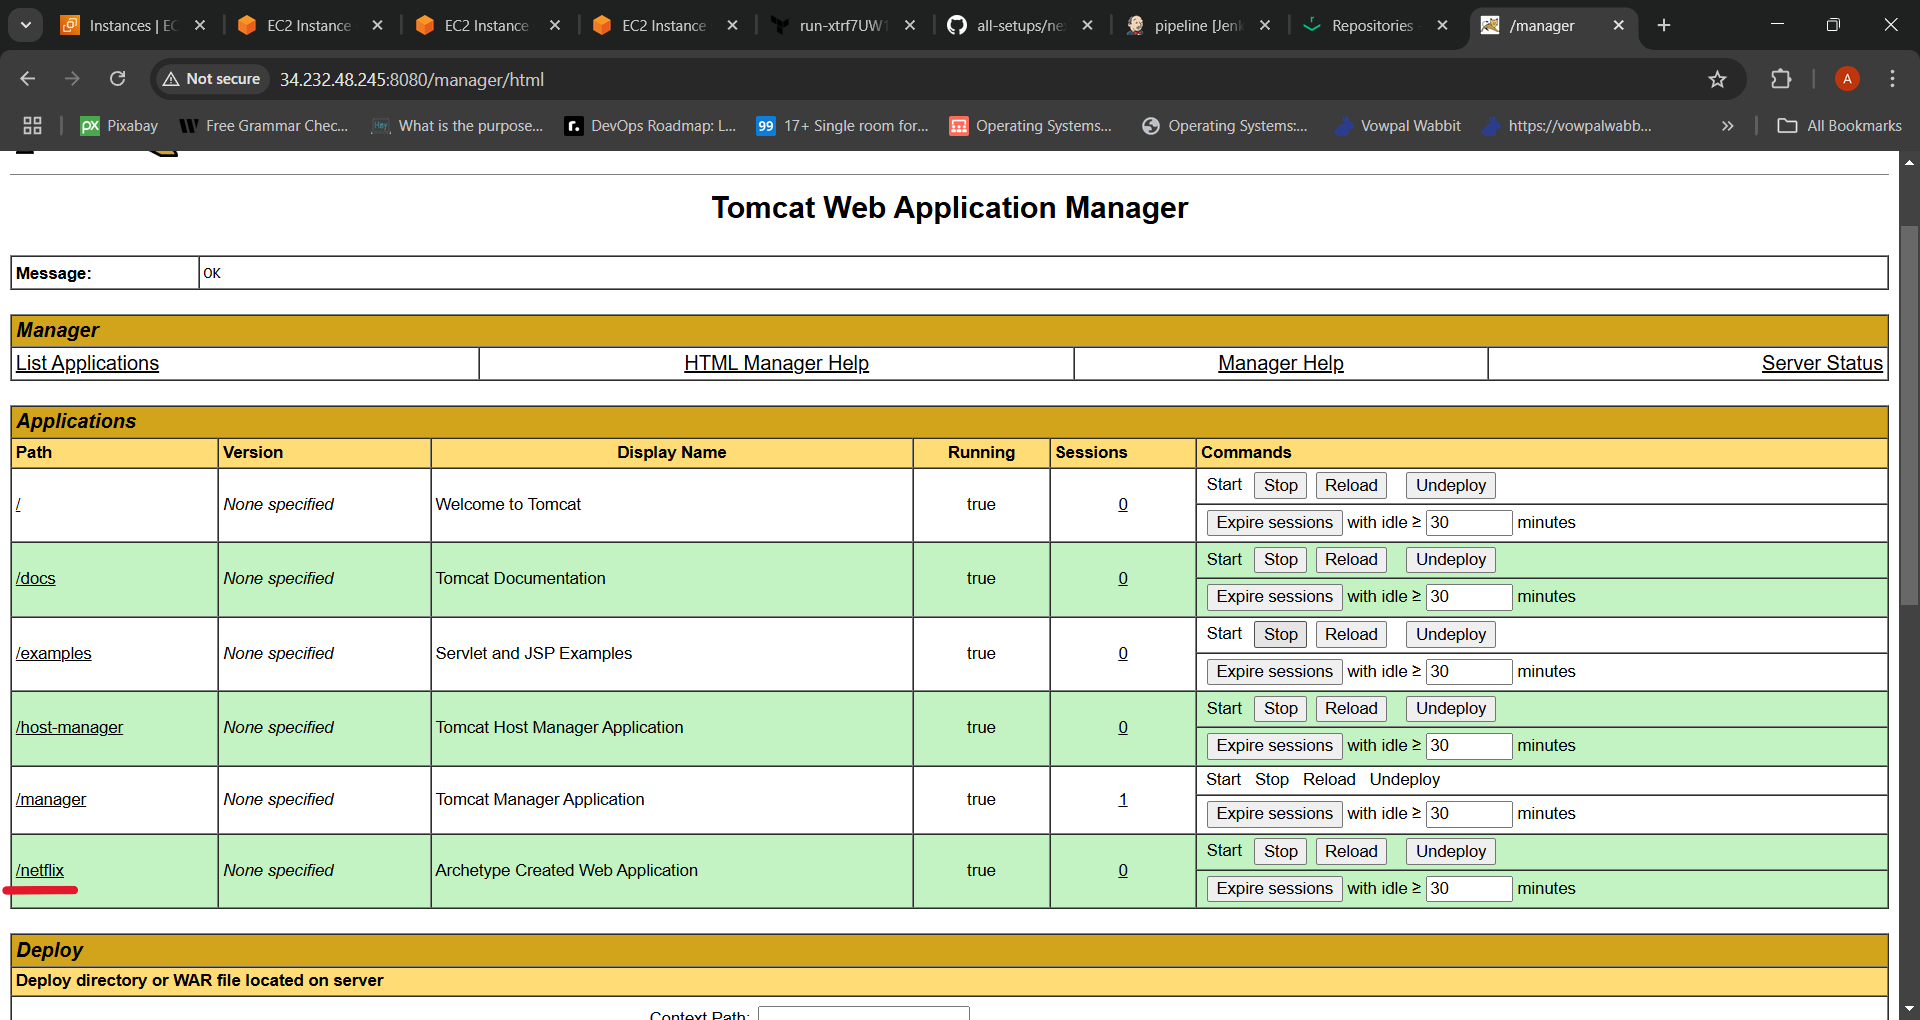 Instances | EC
EC2 Instance
EC2 Instance
EC2 Instance
run-xtrf7UW1
all-setups/ne
pipeline [Jenk
Repositories
/manager
Not secure
34.232.48.245:8080/manager/html
A
px Pixabay
Free Grammar Chec...
Hey What is the purpose...
r. DevOps Roadmap: L...
99 17+ Single room for...
Operating Systems...
Operating Systems:...
Vowpal Wabbit
https://vowpalwabb...
All Bookmarks
Tomcat Web Application Manager
Message: OK
Manager
List Applications HTML Manager Help Manager Help Server Status
Applications
Path Version Display Name Running Sessions Commands
/ None specified Welcome to Tomcat true 0 Start Stop Reload Undeploy
Expire sessions with idle ≥ 30 minutes
/docs None specified Tomcat Documentation true 0 Start Stop Reload Undeploy
Expire sessions with idle ≥ 30 minutes
/examples None specified Servlet and JSP Examples true 0 Start Stop Reload Undeploy
Expire sessions with idle ≥ 30 minutes
/host-manager None specified Tomcat Host Manager Application true 0 Start Stop Reload Undeploy
Expire sessions with idle ≥ 30 minutes
/manager None specified Tomcat Manager Application true 1 Start Stop Reload Undeploy
Expire sessions with idle ≥ 30 minutes
/netflix None specified Archetype Created Web Application true 0 Start Stop Reload Undeploy
Expire sessions with idle ≥ 30 minutes
Deploy
Deploy directory or WAR file located on server
Context Path: